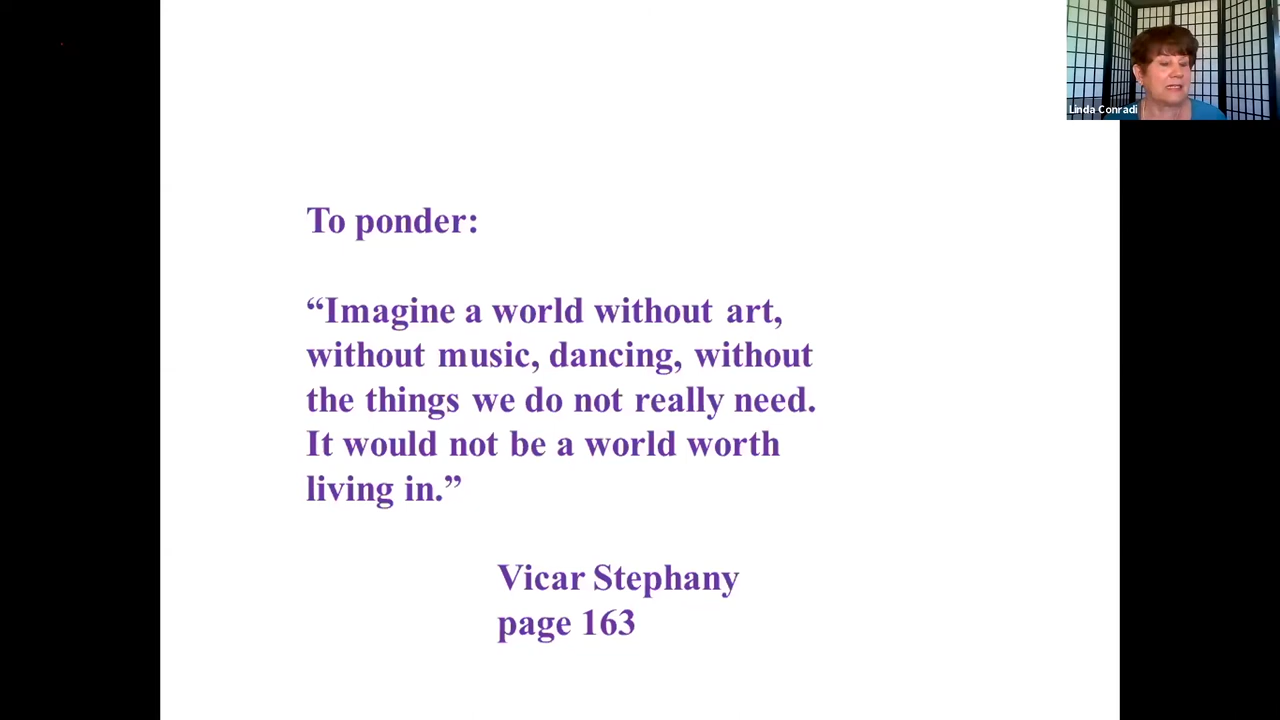 Linda Conradi
To ponder:
“Imagine a world without art,
without music, dancing, without
the things we do not really need.
It would not be a world worth
living in.”
Vicar Stephany
page 163